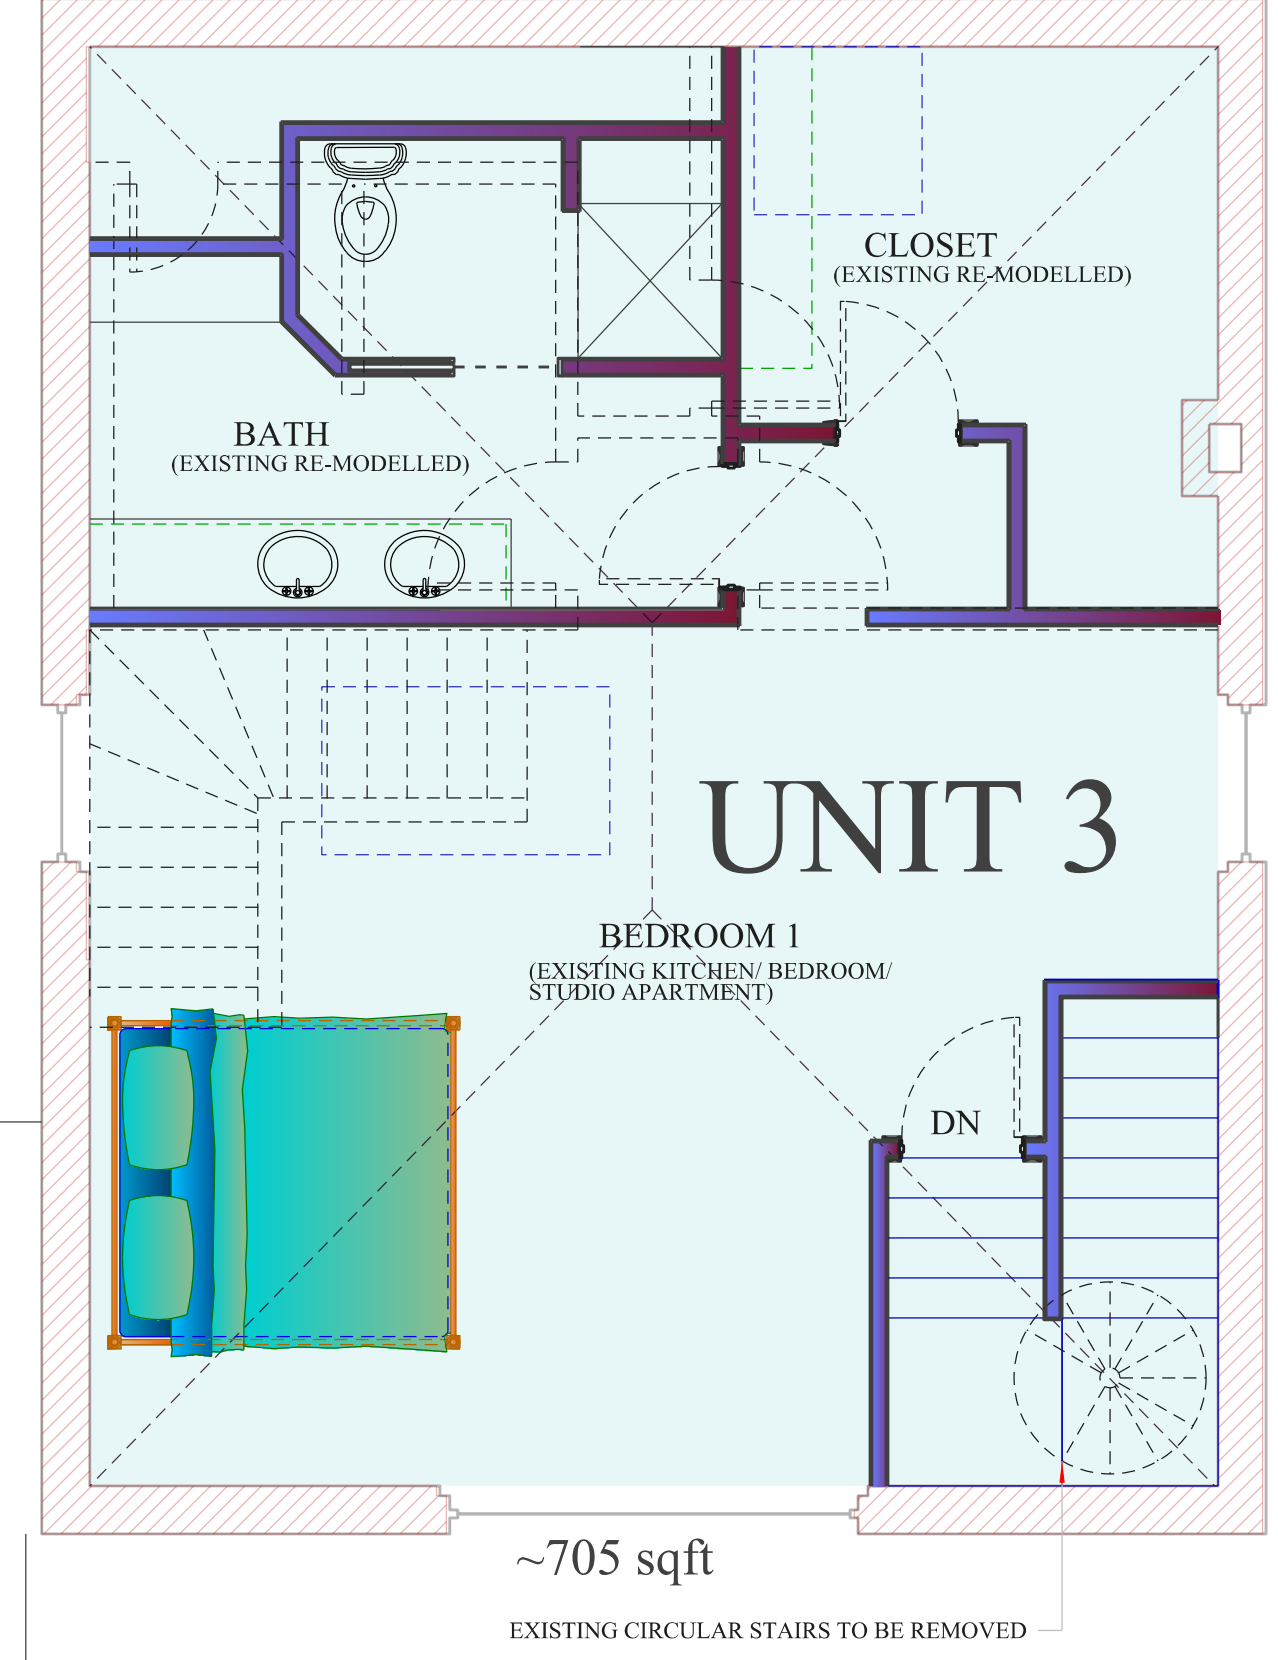 CLOSET
(EXISTING RE-MODELLED)
BATH
(EXISTING RE-MODELLED)
UNIT 3
BEDROOM 1
(EXISTING KITCHEN/ BEDROOM/
STUDIO APARTMENT)
DN
~705 sqft
EXISTING CIRCULAR STAIRS TO BE REMOVED